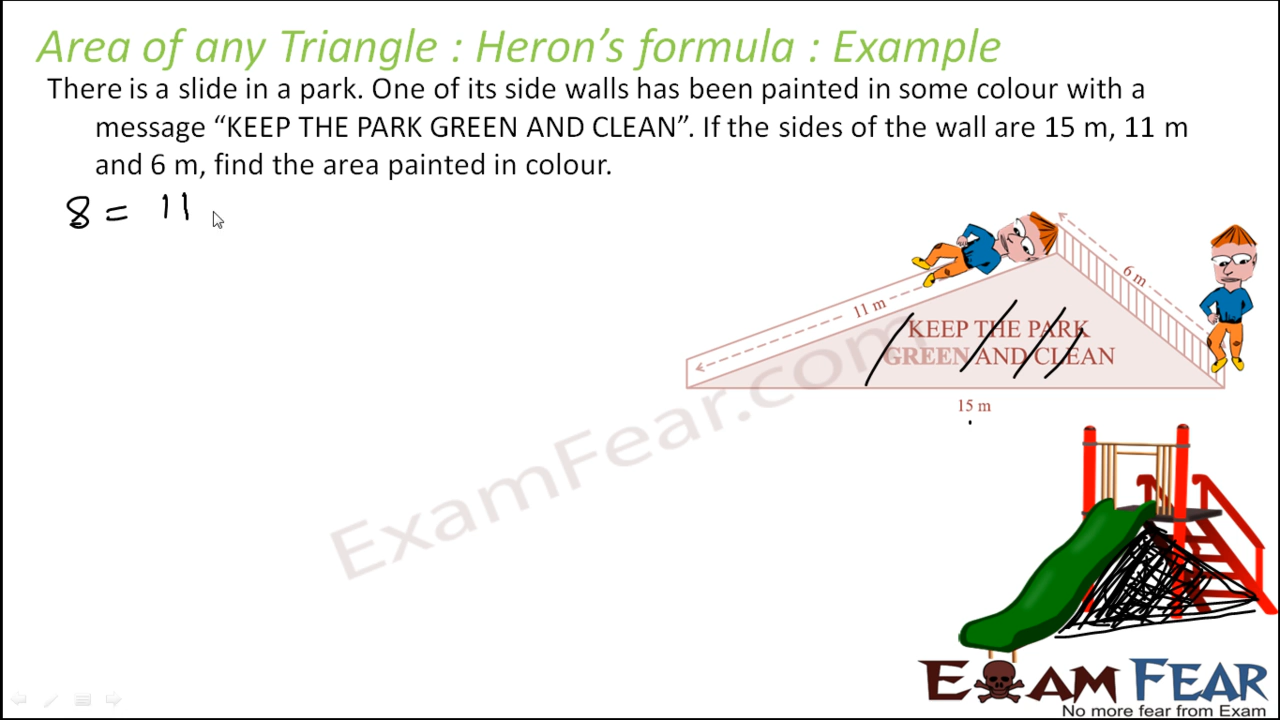 Area of any Triangle : Heron's formula : Example
There is a slide in a park. One of its side walls has been painted in some colour with a
message “KEEP THE PARK GREEN AND CLEAN”. If the sides of the wall are 15 m, 11 m
and 6 m, find the area painted in colour.
8 = 11
6 m
11 m
KEEP THE PARK
GREEN AND CLEAN
15 m
ExamFear.com
EXAM FEAR
No more fear from Exam